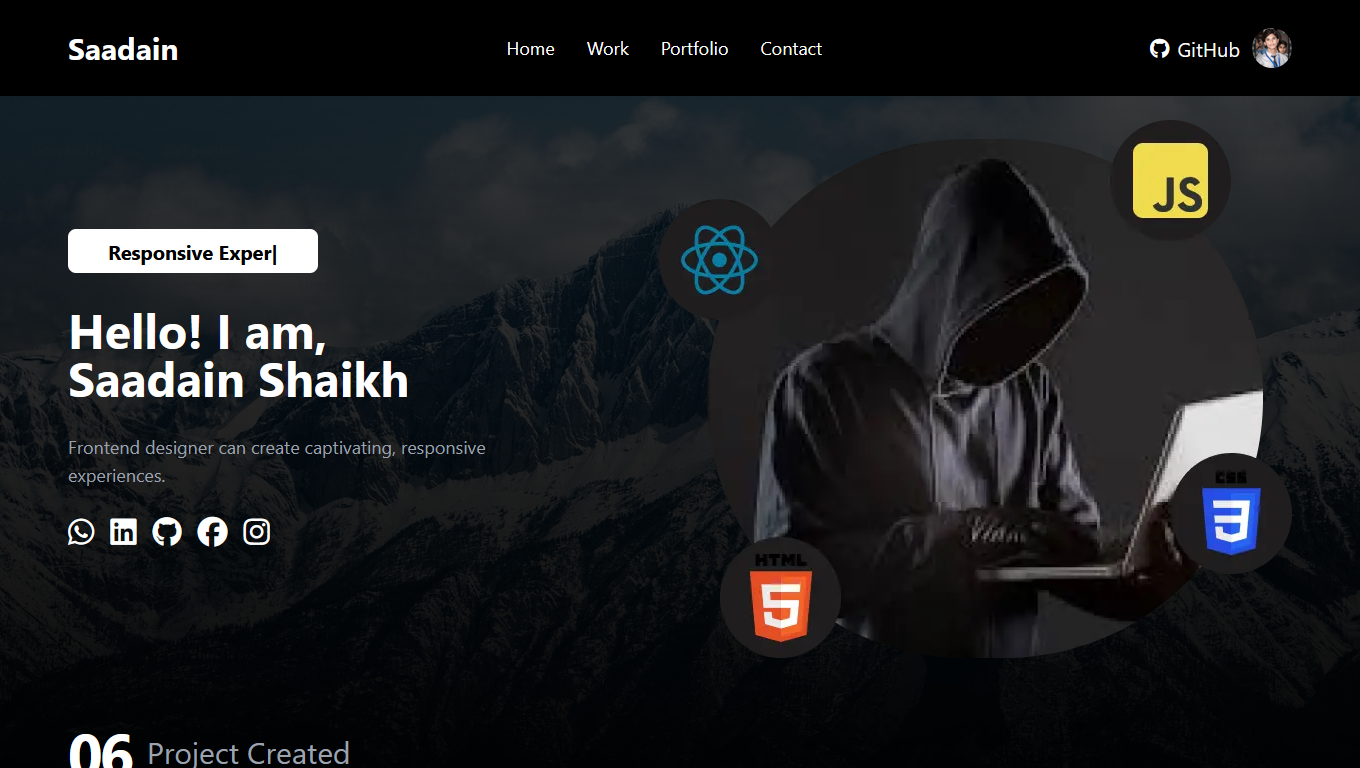 Saadain
Home
Work
Portfolio
Contact
GitHub
JS
Responsive Exper|
Hello! I am,
Saadain Shaikh
Frontend designer can create captivating, responsive
experiences.
CSS
3
HTML
5
06 Project Created